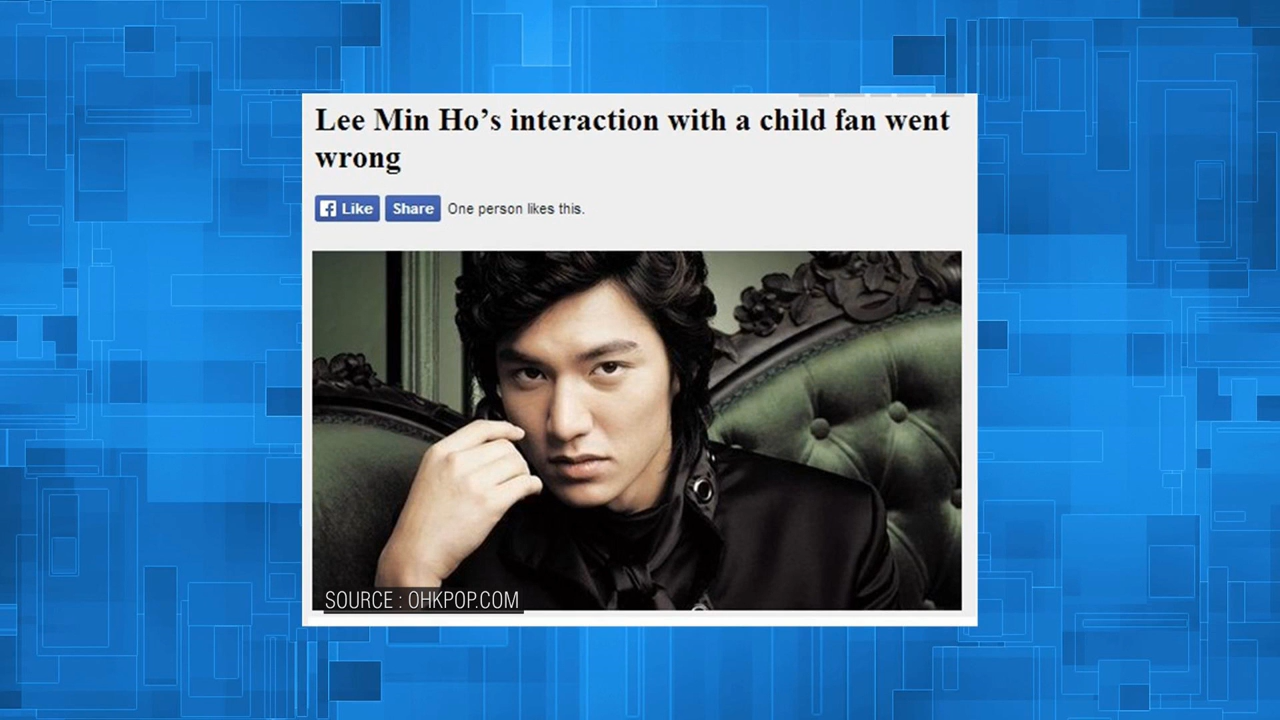 Lee Min Ho’s interaction with a child fan went
wrong
Like Share One person likes this.
SOURCE : OHKPOP.COM